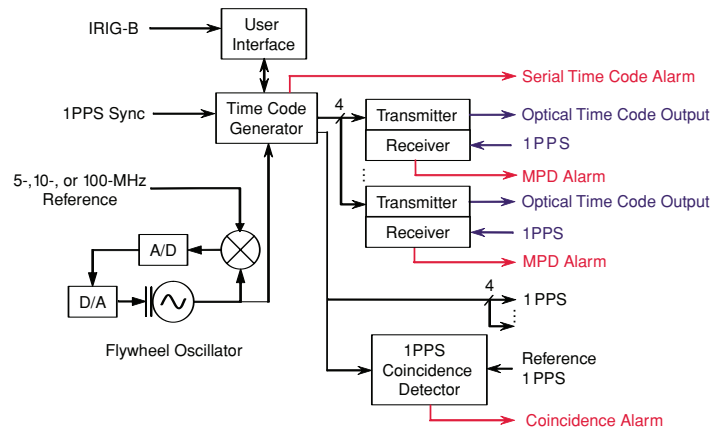 IRIG-B
User
Interface
Serial Time Code Alarm
1PPS Sync
Time Code
Generator
4
Transmitter
Optical Time Code Output
Receiver
1PPS
MPD Alarm
5-,10-, or 100-MHz
Reference
Transmitter
Optical Time Code Output
Receiver
1PPS
MPD Alarm
A/D
D/A
Flywheel Oscillator
4
1PPS
1PPS
Coincidence
Detector
Reference
1PPS
Coincidence Alarm